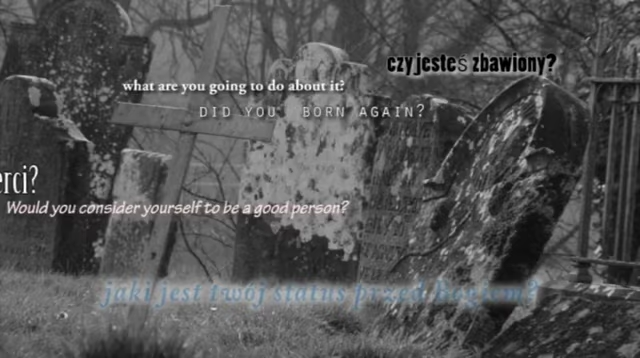 czy jesteś zbawiony?
what are you going to do about it?
DID YOU BORN AGAIN?
erci?
Would you consider yourself to be a good person?
jaki jest twój status przed Bogiem?